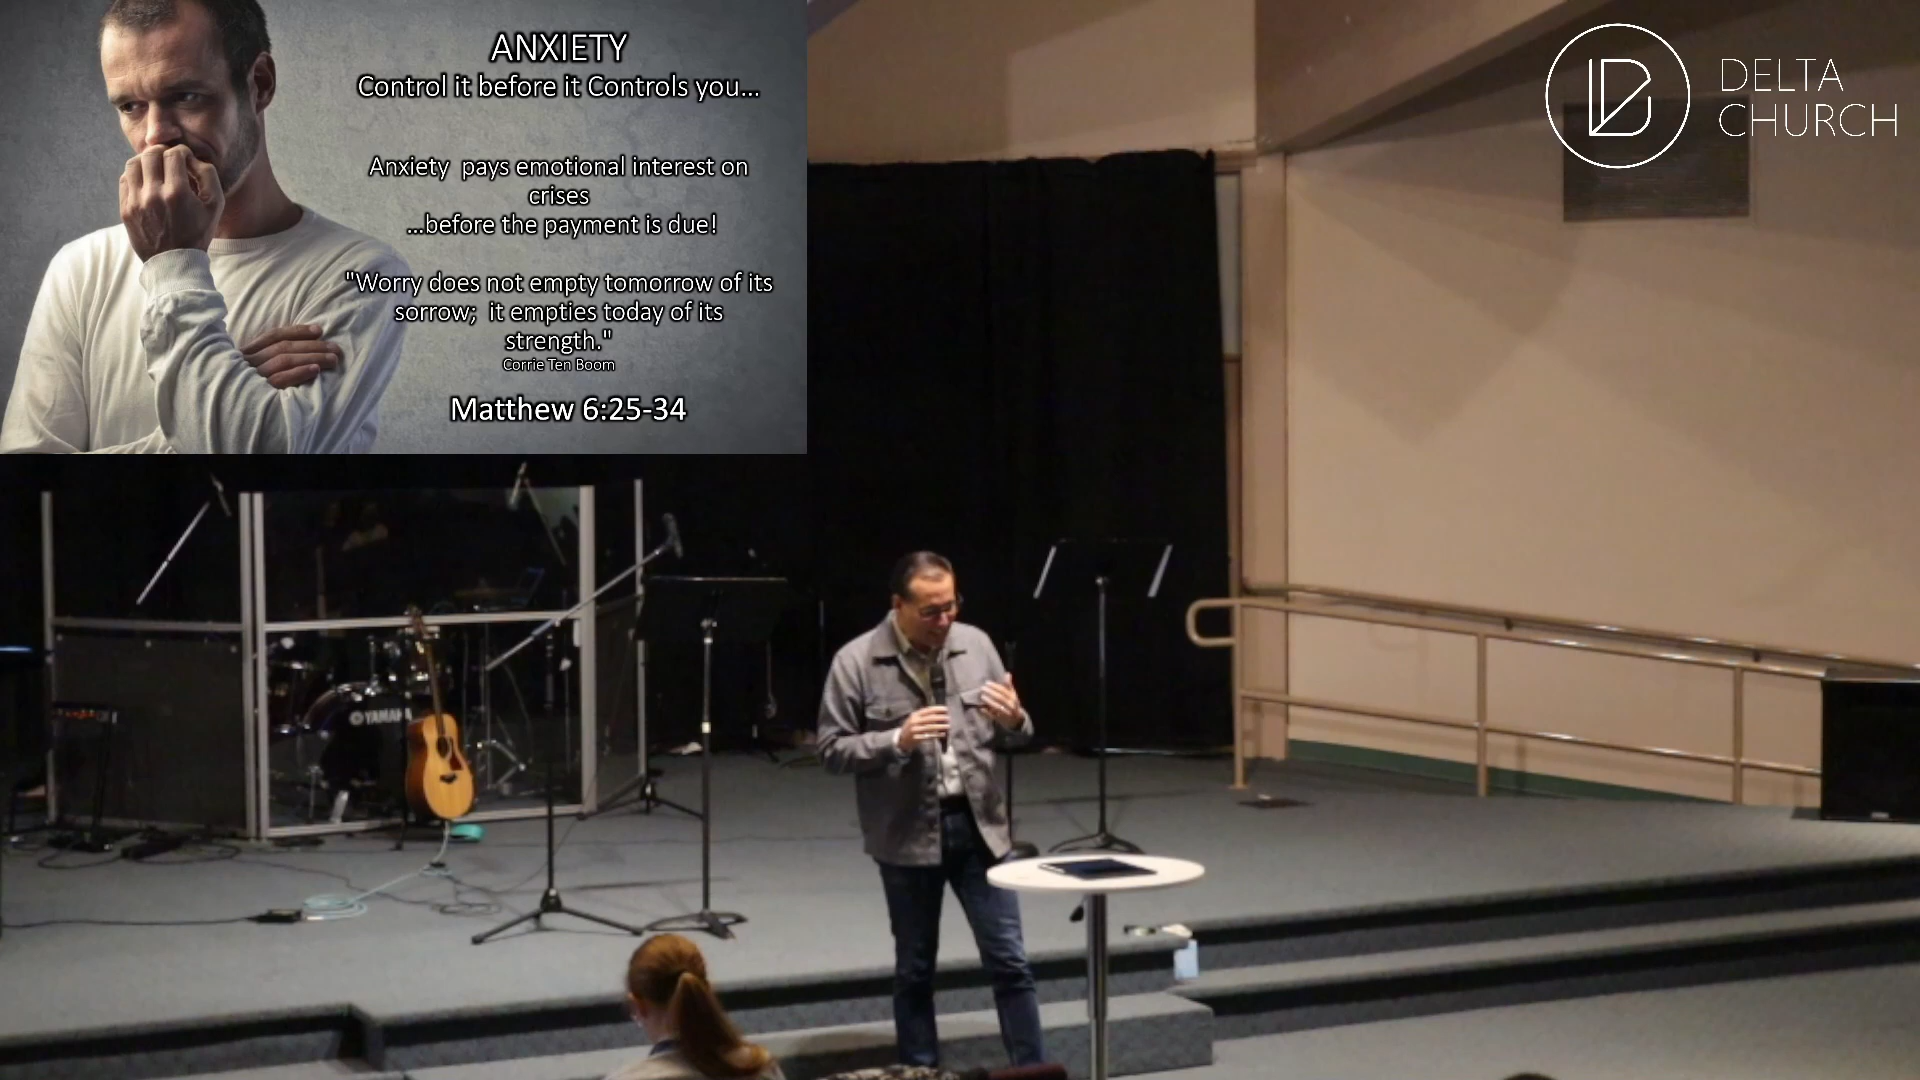 ANXIETY
Control it before it Controls you...
Anxiety pays emotional interest on
crises
...before the payment is due!
"Worry does not empty tomorrow of its
sorrow; it empties today of its
strength."
Corrie Ten Boom
Matthew 6:25-34
DELTA
CHURCH
YAMAHA